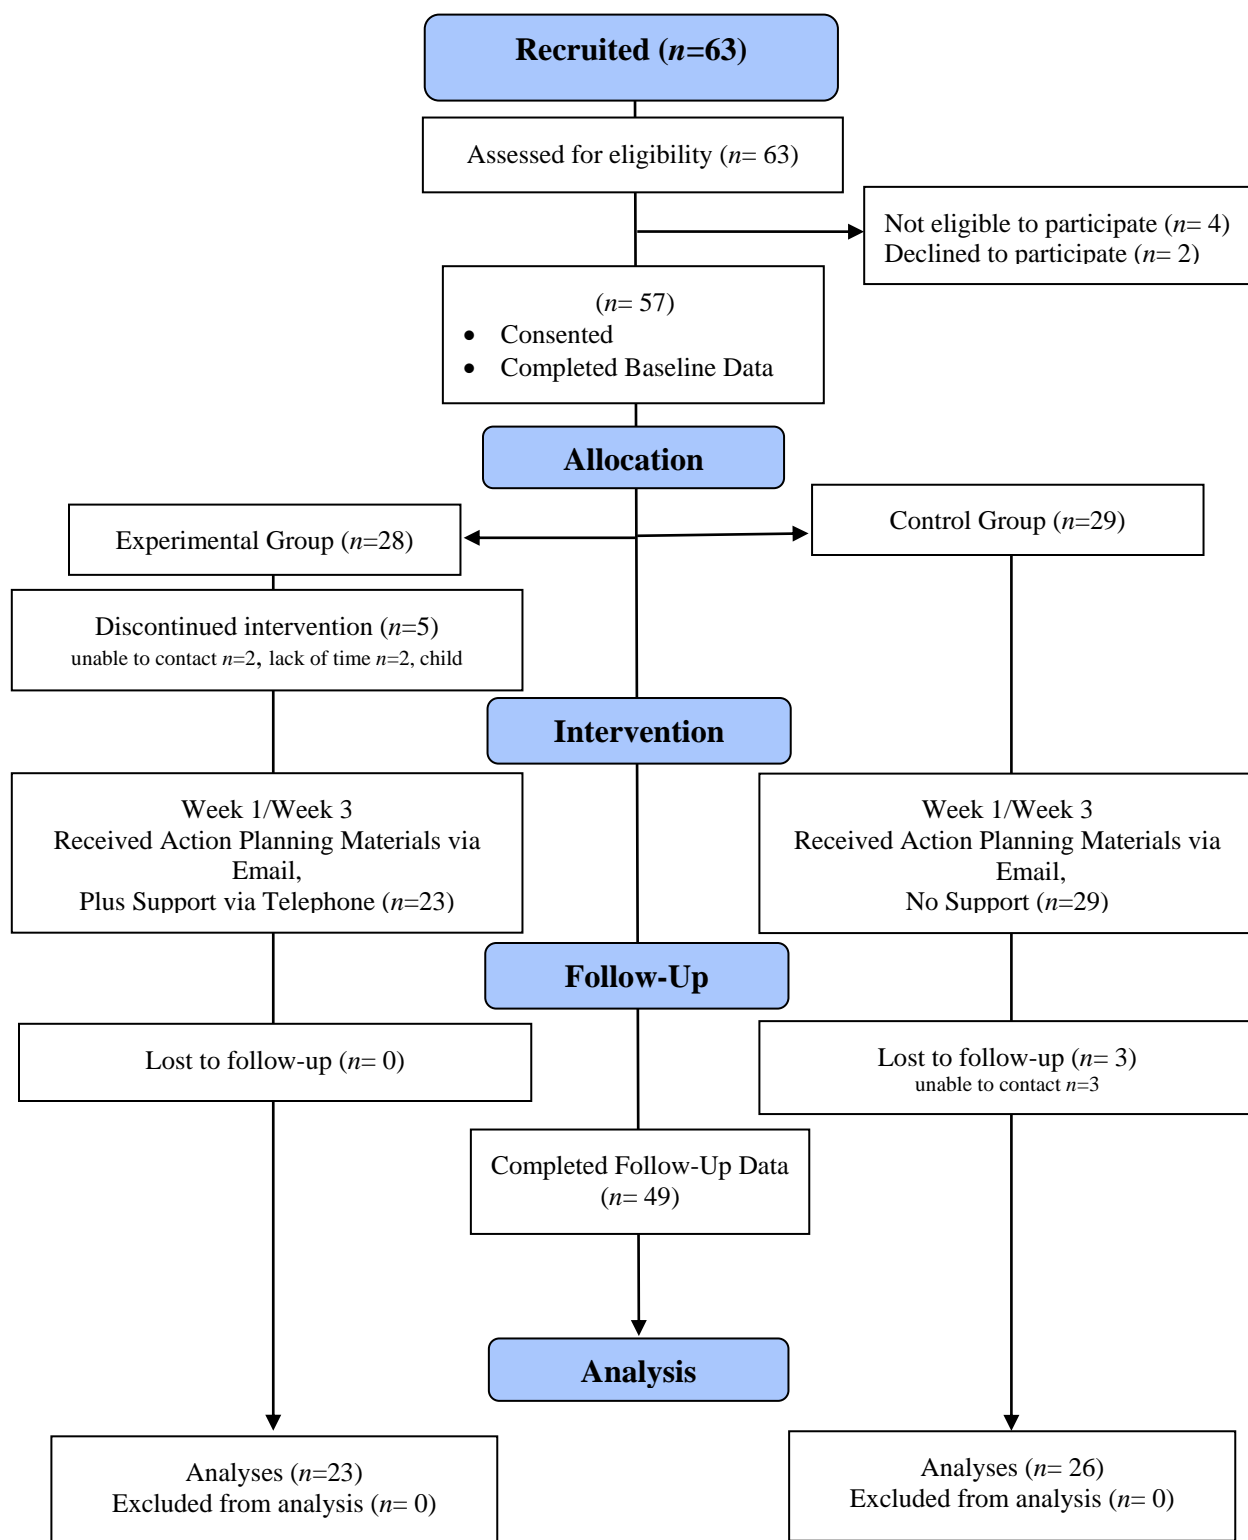 Recruited (n=63)
Assessed for eligibility (n= 63)
Not eligible to participate (n= 4)
Declined to participate (n= 2)
(n= 57)
• Consented
• Completed Baseline Data
Allocation
Experimental Group (n=28)
Control Group (n=29)
Discontinued intervention (n=5)
unable to contact n=2, lack of time n=2, child
Intervention
Week 1/Week 3
Received Action Planning Materials via
Email,
Plus Support via Telephone (n=23)
Week 1/Week 3
Received Action Planning Materials via
Email,
No Support (n=29)
Follow-Up
Lost to follow-up (n= 0)
Lost to follow-up (n= 3)
unable to contact n=3
Completed Follow-Up Data
(n= 49)
Analysis
Analyses (n=23)
Excluded from analysis (n= 0)
Analyses (n= 26)
Excluded from analysis (n= 0)